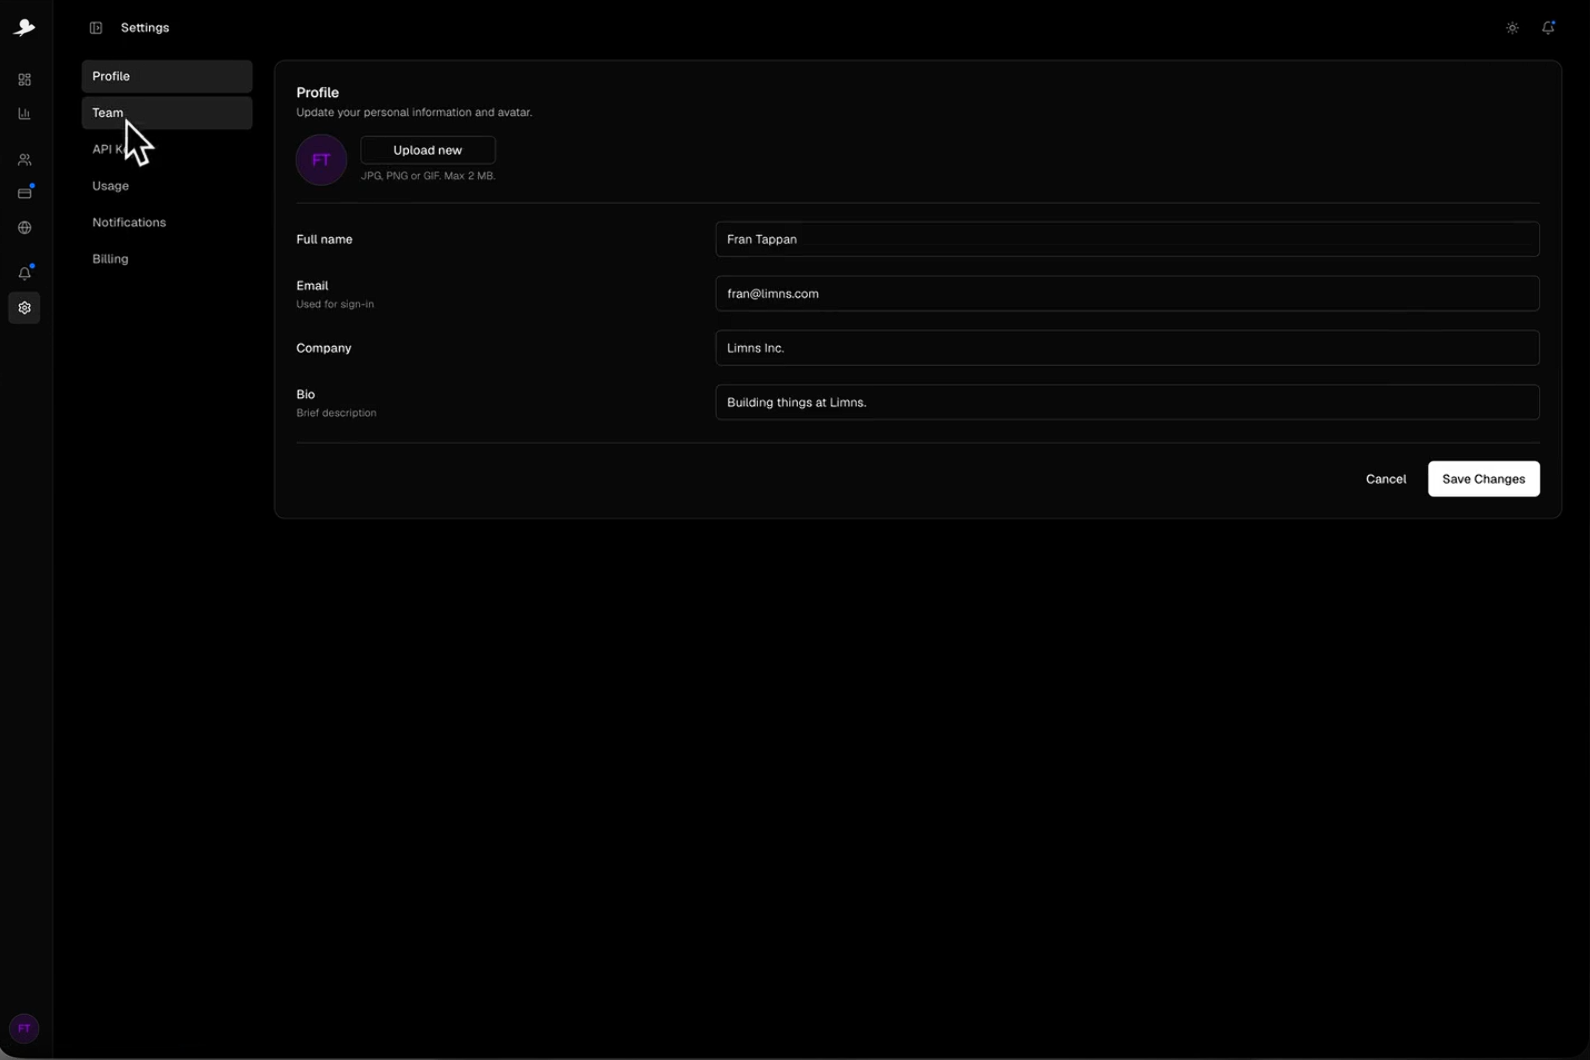 Settings
Profile
Team
API
Usage
Notifications
Billing
Profile
Update your personal information and avatar.
FT
Upload new
JPG, PNG or GIF. Max 2 MB.
Full name
Fran Tappan
Email
Used for sign-in
fran@limns.com
Company
Limns Inc.
Bio
Brief description
Building things at Limns.
Cancel
Save Changes
FT